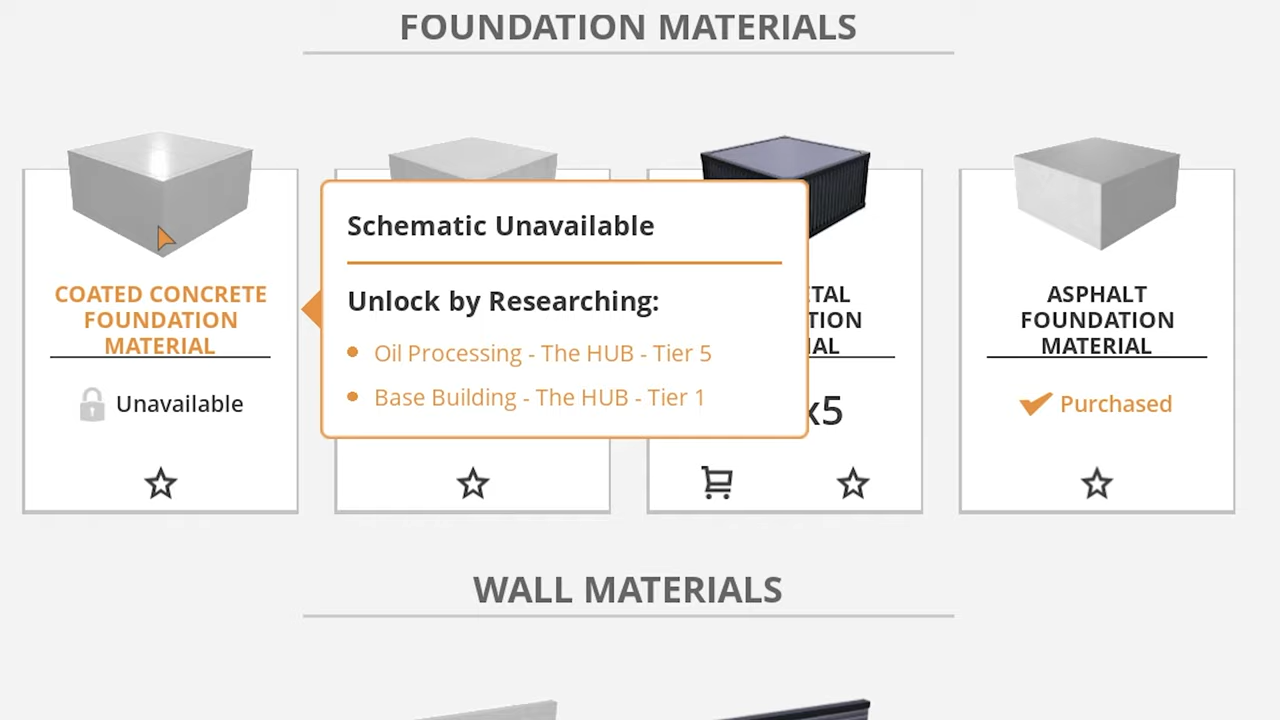 FOUNDATION MATERIALS
COATED CONCRETE
FOUNDATION
MATERIAL
Unavailable
Schematic Unavailable
Unlock by Researching:
Oil Processing - The HUB - Tier 5
Base Building - The HUB - Tier 1
x5
ASPHALT
FOUNDATION
MATERIAL
Purchased
WALL MATERIALS